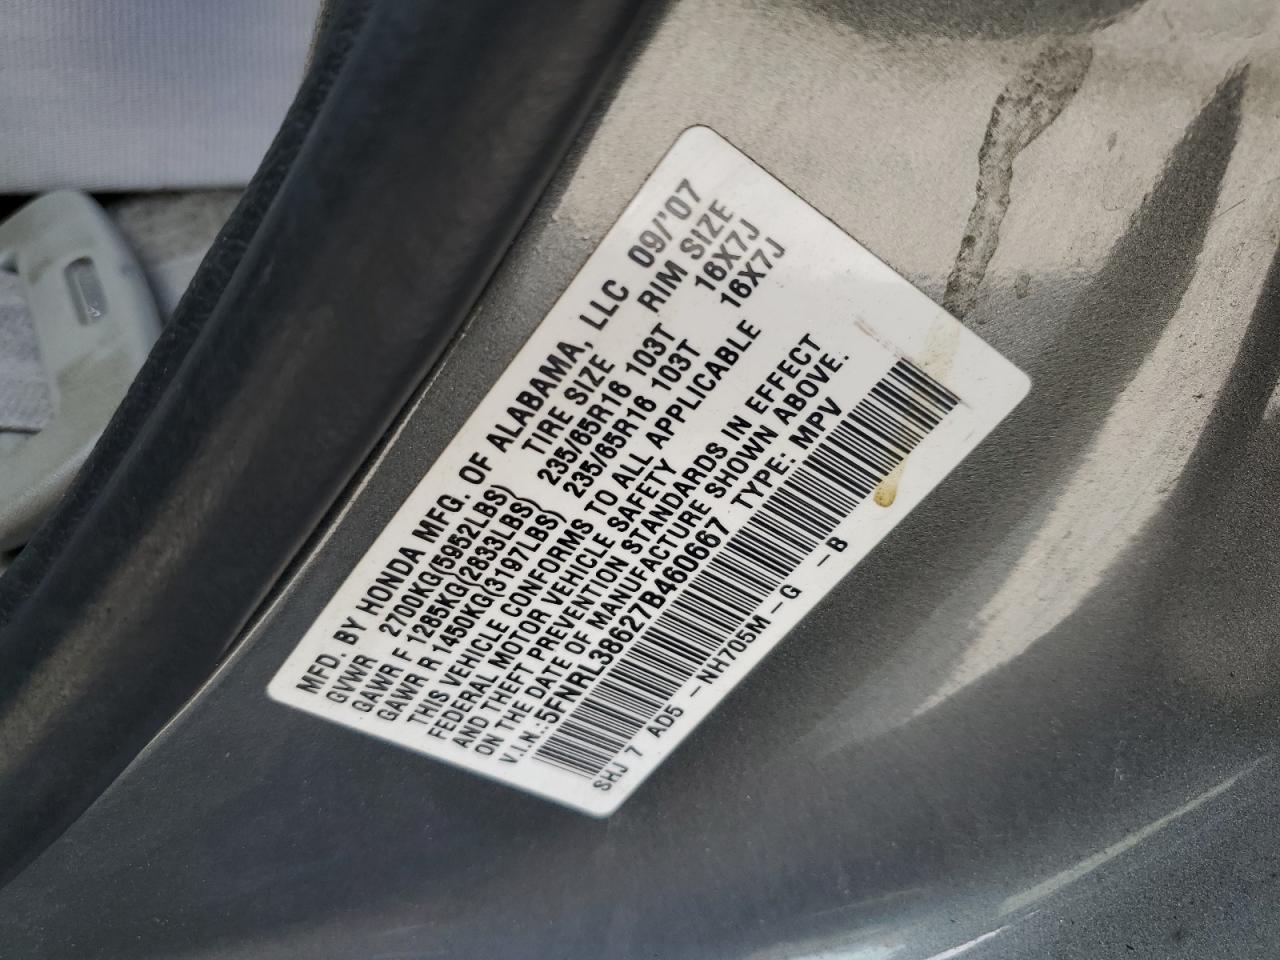 MFD. BY HONDA MFG. OF ALABAMA, LLC 09/'07
GVWR 2700KG(5952LBS) TIRE SIZE RIM SIZE
GAWR F 1285KG(2833LBS) 235/65R16 103T 16X7J
GAWR R 1450KG(3197LBS) 235/65R16 103T 16X7J
THIS VEHICLE CONFORMS TO ALL APPLICABLE
FEDERAL MOTOR VEHICLE SAFETY
AND THEFT PREVENTION STANDARDS IN EFFECT
ON THE DATE OF MANUFACTURE SHOWN ABOVE.
V.I.N.:5FNRL38627B460667 TYPE: MPV
SHJ 7 AD5 -NH705M-G -B